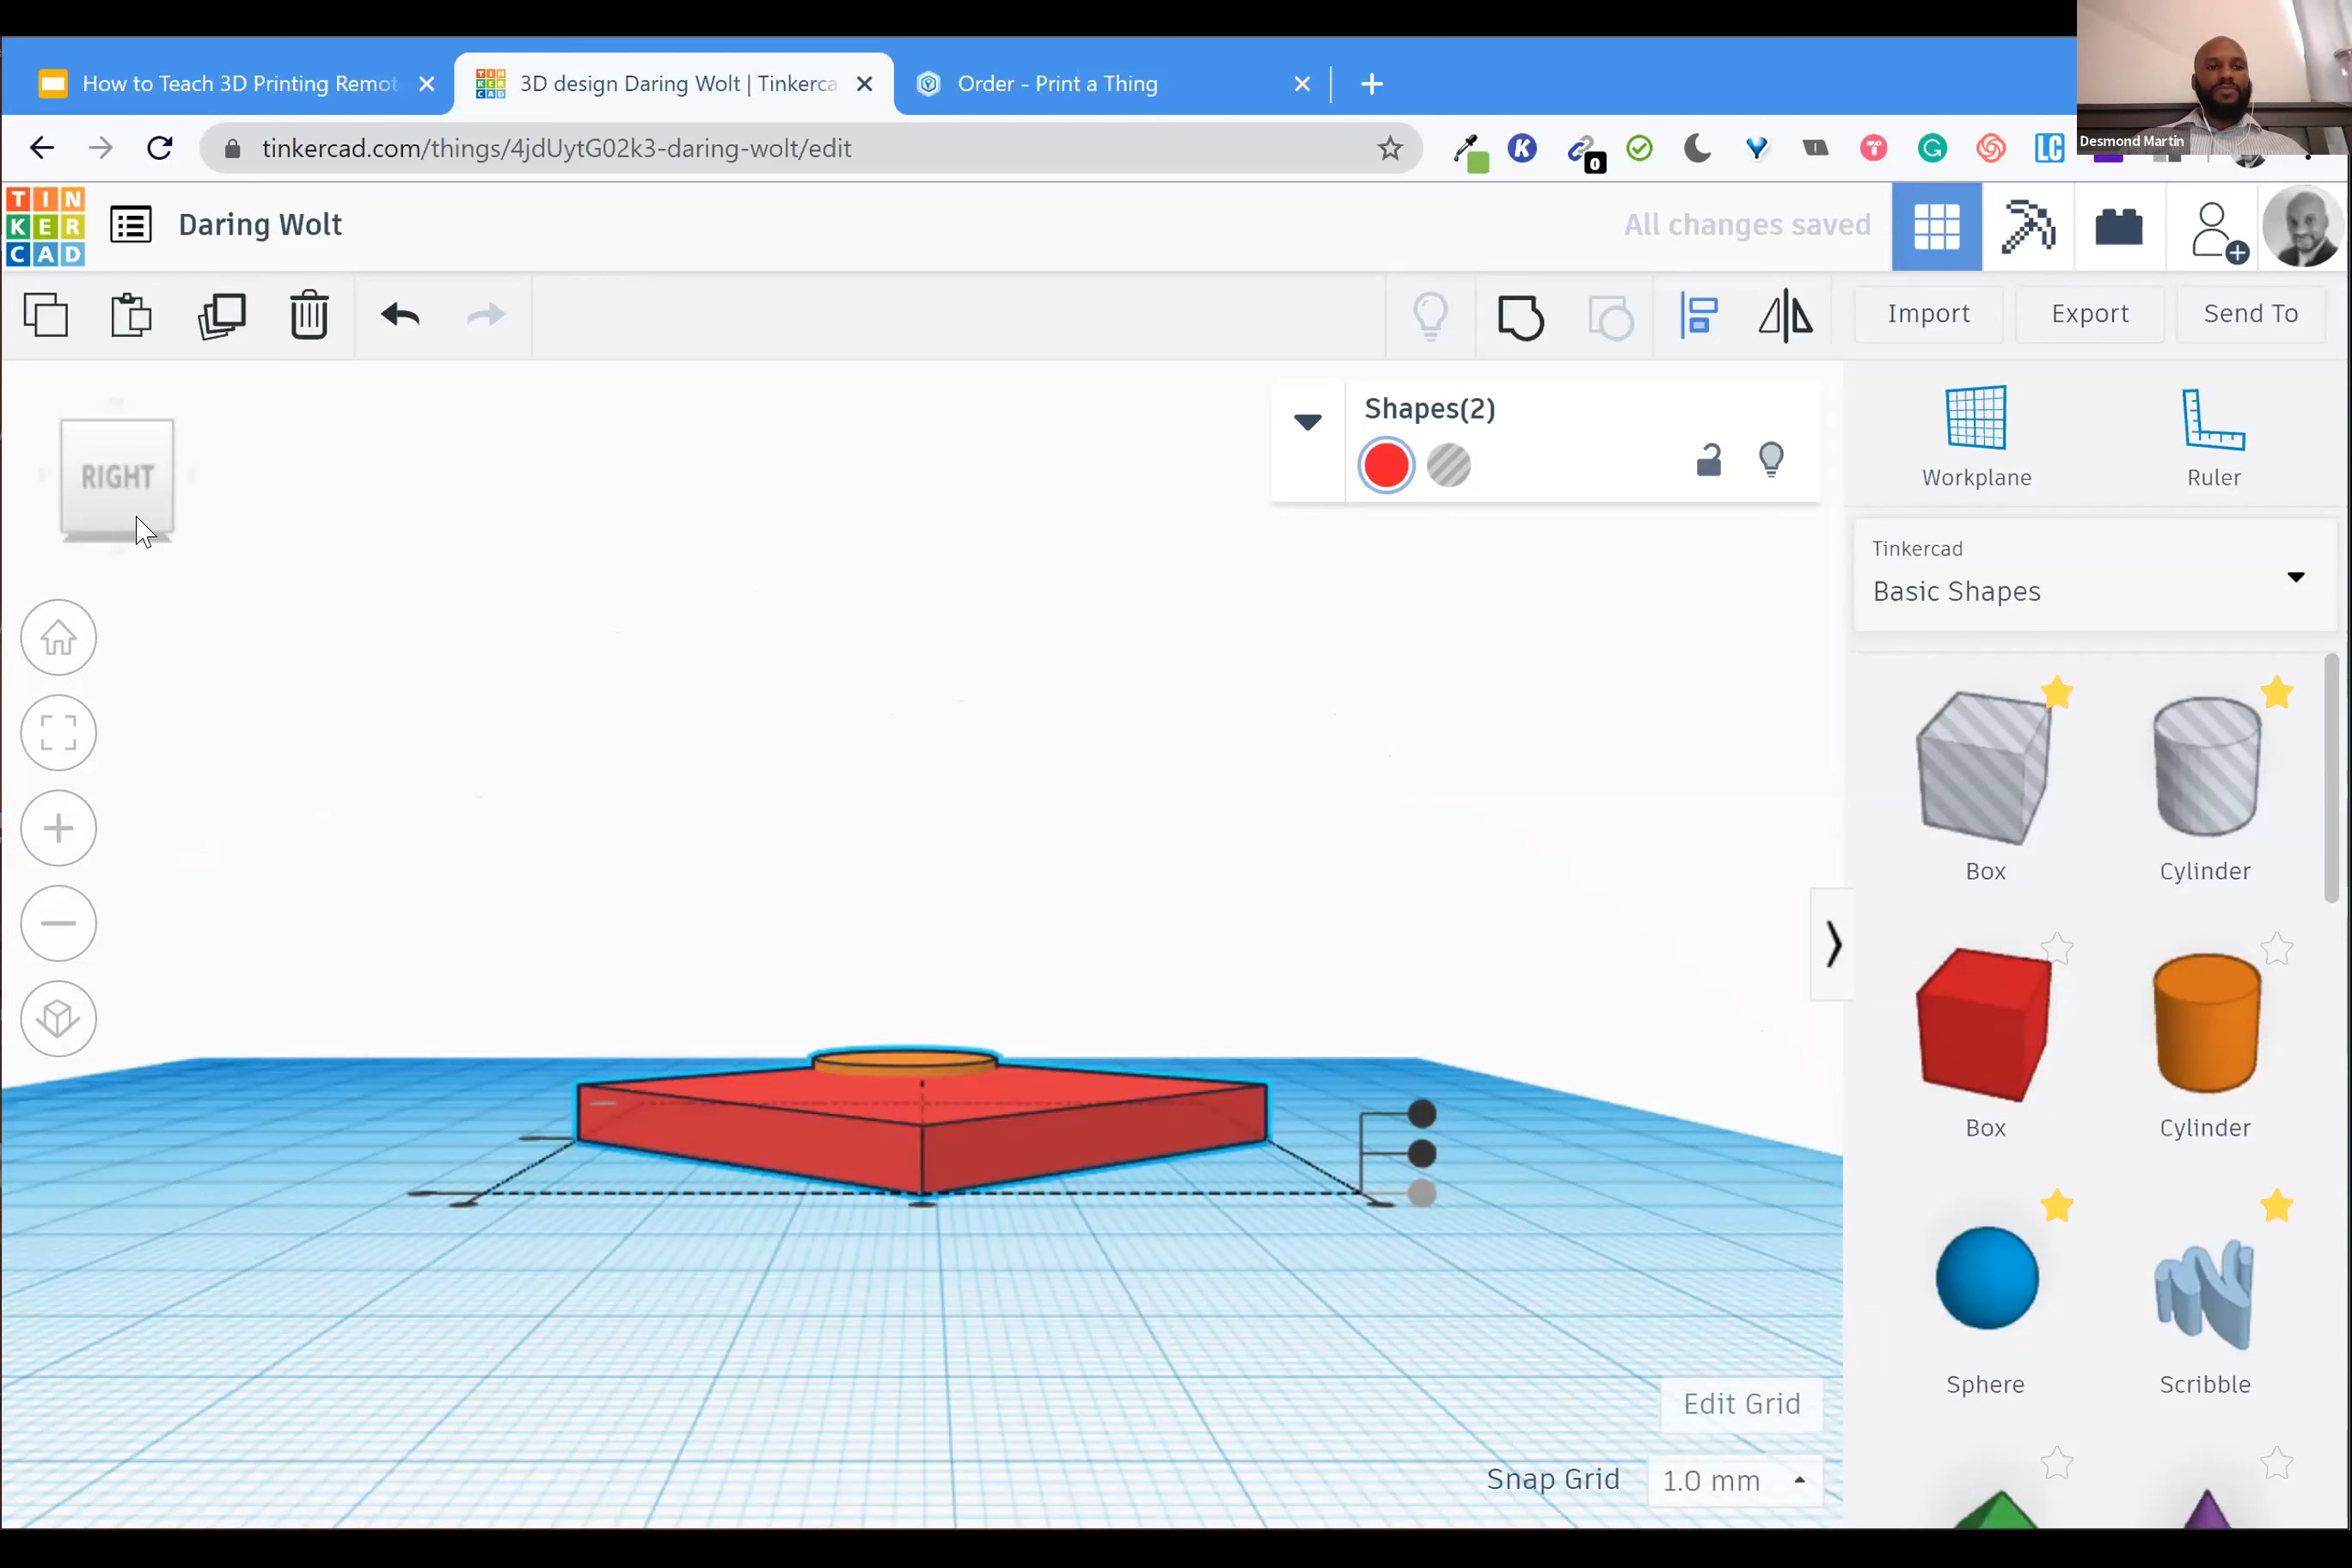 How to Teach 3D Printing Remot
3D design Daring Wolt | Tinkerca
Order - Print a Thing
tinkercad.com/things/4jdUytG02k3-daring-wolt/edit
K
0
G
LC
Desmond Martin
TIN
KER
CAD
Daring Wolt
All changes saved
Import
Export
Send To
RIGHT
Shapes(2)
Workplane
Ruler
Tinkercad
Basic Shapes
Box
Cylinder
Box
Cylinder
Sphere
Scribble
Edit Grid
Snap Grid
1.0 mm